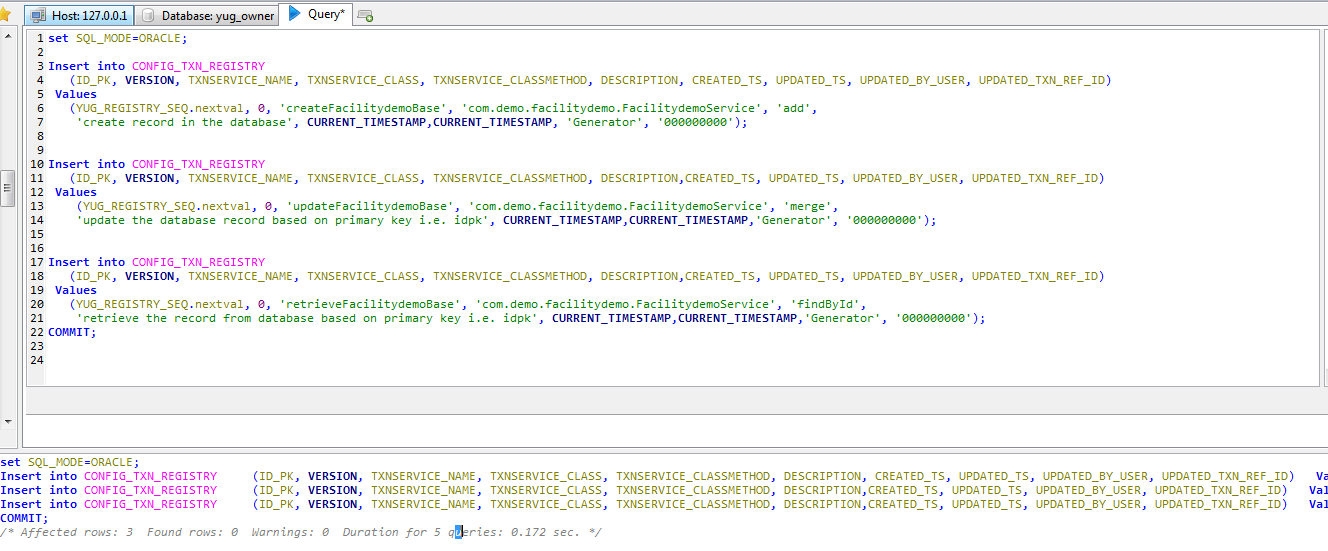 Host: 127.0.0.1 Database: yug_owner Query*
1 set SQL_MODE=ORACLE;
2
3 Insert into CONFIG_TXN_REGISTRY
4 (ID_PK, VERSION, TXNSERVICE_NAME, TXNSERVICE_CLASS, TXNSERVICE_CLASSMETHOD, DESCRIPTION, CREATED_TS, UPDATED_TS, UPDATED_BY_USER, UPDATED_TXN_REF_ID)
5 Values
6 (YUG_REGISTRY_SEQ.nextval, 0, 'createFacilitydemoBase', 'com.demo.facilitydemo.FacilitydemoService', 'add',
7 'create record in the database', CURRENT_TIMESTAMP,CURRENT_TIMESTAMP, 'Generator', '000000000');
8
9
10 Insert into CONFIG_TXN_REGISTRY
11 (ID_PK, VERSION, TXNSERVICE_NAME, TXNSERVICE_CLASS, TXNSERVICE_CLASSMETHOD, DESCRIPTION,CREATED_TS, UPDATED_TS, UPDATED_BY_USER, UPDATED_TXN_REF_ID)
12 Values
13 (YUG_REGISTRY_SEQ.nextval, 0, 'updateFacilitydemoBase', 'com.demo.facilitydemo.FacilitydemoService', 'merge',
14 'update the database record based on primary key i.e. idpk', CURRENT_TIMESTAMP,CURRENT_TIMESTAMP,'Generator', '000000000');
15
16
17 Insert into CONFIG_TXN_REGISTRY
18 (ID_PK, VERSION, TXNSERVICE_NAME, TXNSERVICE_CLASS, TXNSERVICE_CLASSMETHOD, DESCRIPTION,CREATED_TS, UPDATED_TS, UPDATED_BY_USER, UPDATED_TXN_REF_ID)
19 Values
20 (YUG_REGISTRY_SEQ.nextval, 0, 'retrieveFacilitydemoBase', 'com.demo.facilitydemo.FacilitydemoService', 'findById',
21 'retrieve the record from database based on primary key i.e. idpk', CURRENT_TIMESTAMP,CURRENT_TIMESTAMP,'Generator', '000000000');
22 COMMIT;
23
24
set SQL_MODE=ORACLE;
Insert into CONFIG_TXN_REGISTRY (ID_PK, VERSION, TXNSERVICE_NAME, TXNSERVICE_CLASS, TXNSERVICE_CLASSMETHOD, DESCRIPTION, CREATED_TS, UPDATED_TS, UPDATED_BY_USER, UPDATED_TXN_REF_ID) Va
Insert into CONFIG_TXN_REGISTRY (ID_PK, VERSION, TXNSERVICE_NAME, TXNSERVICE_CLASS, TXNSERVICE_CLASSMETHOD, DESCRIPTION,CREATED_TS, UPDATED_TS, UPDATED_BY_USER, UPDATED_TXN_REF_ID) Val
Insert into CONFIG_TXN_REGISTRY (ID_PK, VERSION, TXNSERVICE_NAME, TXNSERVICE_CLASS, TXNSERVICE_CLASSMETHOD, DESCRIPTION,CREATED_TS, UPDATED_TS, UPDATED_BY_USER, UPDATED_TXN_REF_ID) Val
COMMIT;
/* Affected rows: 3 Found rows: 0 Warnings: 0 Duration for 5 queries: 0.172 sec. */